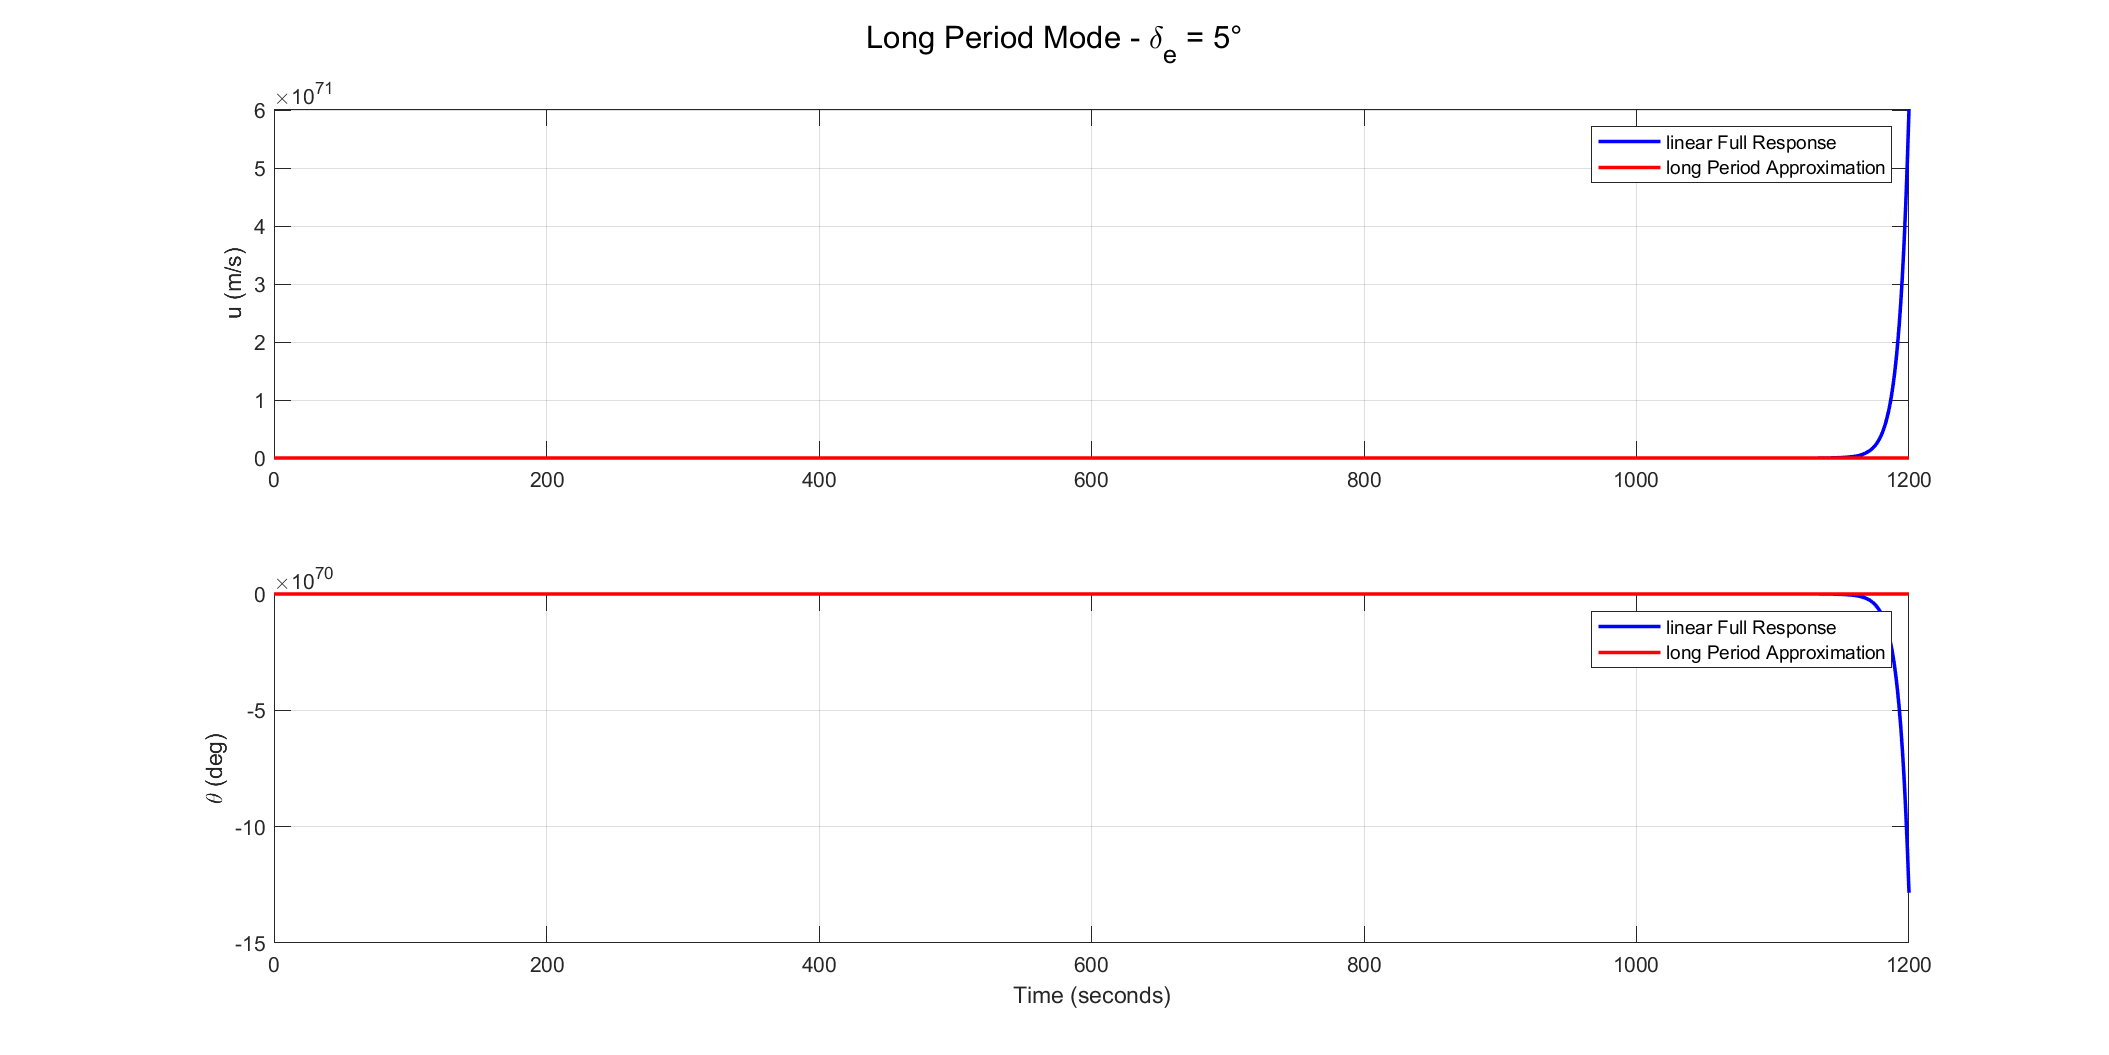 Long Period Mode - δe = 5°
×10^71
6
5
4
3
2
1
0
u (m/s)
linear Full Response
long Period Approximation
0 200 400 600 800 1000 1200
×10^70
0
-5
-10
-15
θ (deg)
linear Full Response
long Period Approximation
0 200 400 600 800 1000 1200
Time (seconds)